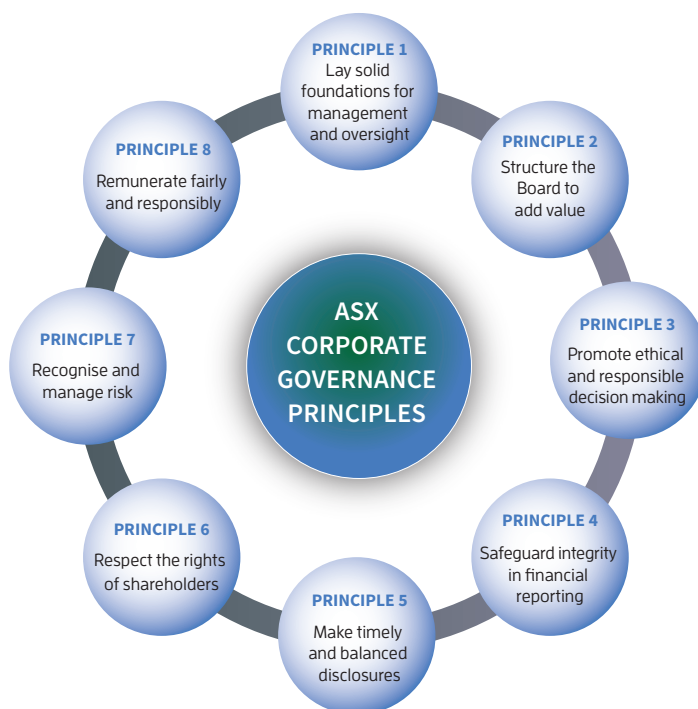 PRINCIPLE 1
Lay solid
foundations for
management
and oversight
PRINCIPLE 2
Structure the
Board to
add value
PRINCIPLE 3
Promote ethical
and responsible
decision making
PRINCIPLE 4
Safeguard integrity
in financial
reporting
PRINCIPLE 5
Make timely
and balanced
disclosures
PRINCIPLE 6
Respect the rights
of shareholders
PRINCIPLE 7
Recognise and
manage risk
PRINCIPLE 8
Remunerate fairly
and responsibly
ASX
CORPORATE
GOVERNANCE
PRINCIPLES